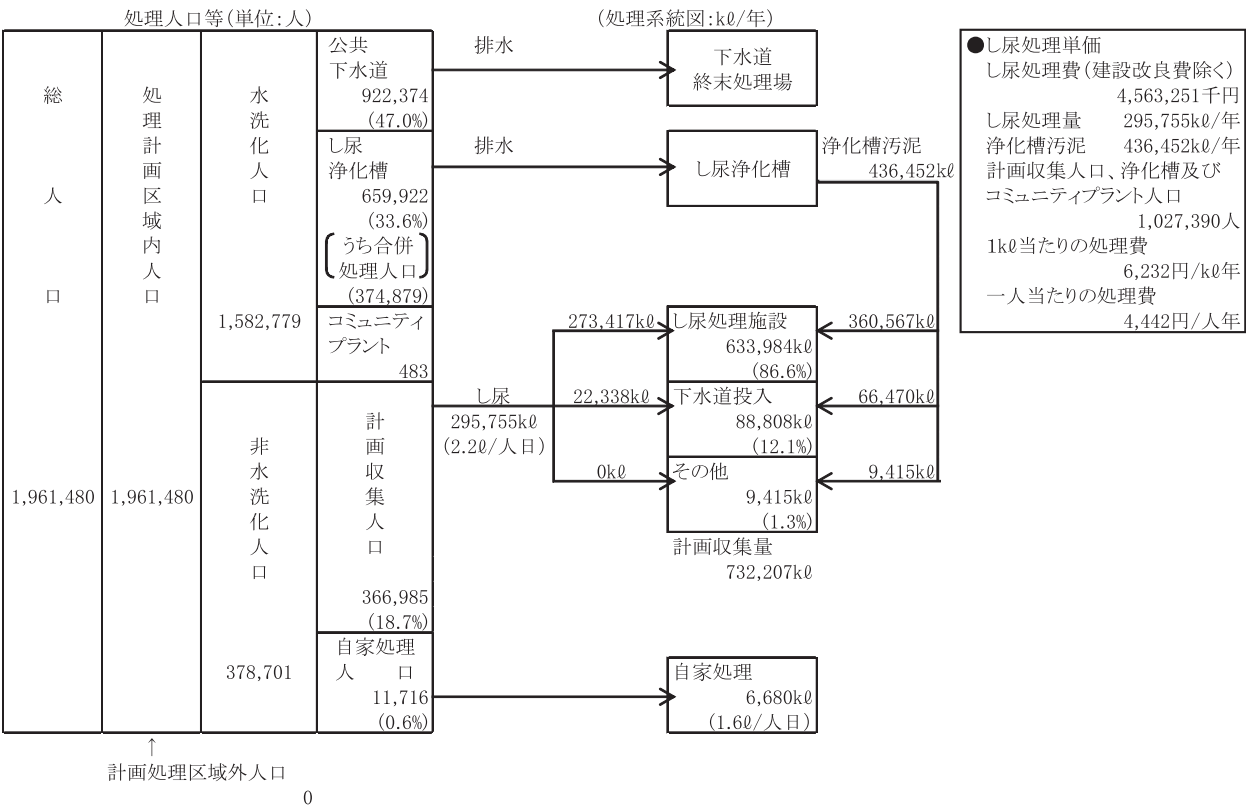 処理人口等(単位:人)
(処理系統図:kℓ/年)
総人口
1,961,480
処理計画区域内人口
1,961,480
水洗化人口
1,582,779
非水洗化人口
378,701
公共
下水道
922,374
(47.0%)
し尿
浄化槽
659,922
(33.6%)
うち合併
処理人口
(374,879)
コミュニティ
プラント
483
計画収集人口
366,985
(18.7%)
自家処理
人口
11,716
(0.6%)
↑
計画処理区域外人口
0
排水
下水道
終末処理場
排水
し尿浄化槽
浄化槽汚泥
436,452kℓ
し尿
295,755kℓ
(2.2ℓ/人日)
273,417kℓ
し尿処理施設
633,984kℓ
(86.6%)
360,567kℓ
22,338kℓ
下水道投入
88,808kℓ
(12.1%)
66,470kℓ
0kℓ
その他
9,415kℓ
(1.3%)
9,415kℓ
計画収集量
732,207kℓ
自家処理
6,680kℓ
(1.6ℓ/人日)
●し尿処理単価
し尿処理費(建設改良費除く)
4,563,251千円
し尿処理量 295,755kℓ/年
浄化槽汚泥 436,452kℓ/年
計画収集人口、浄化槽及び
コミュニティプラント人口
1,027,390人
1kℓ当たりの処理費
6,232円/kℓ年
一人当たりの処理費
4,442円/人年